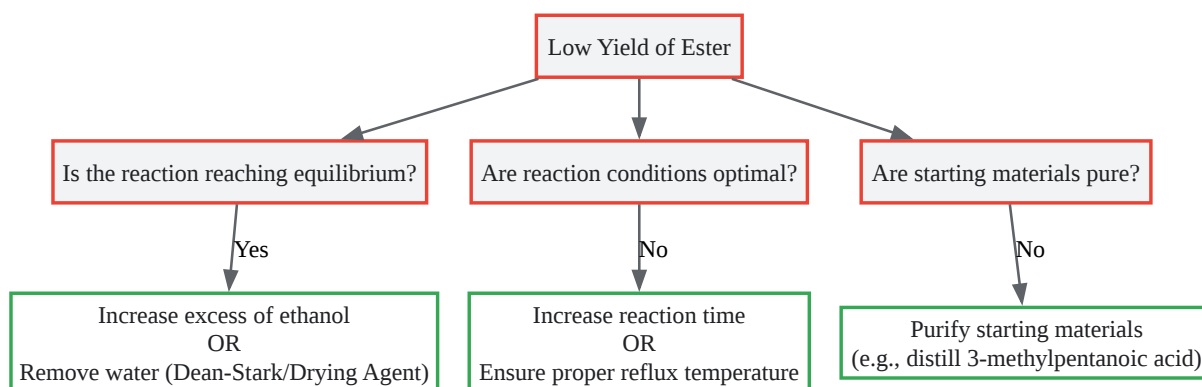 Low Yield of Ester
Is the reaction reaching equilibrium?
Are reaction conditions optimal?
Are starting materials pure?
Yes
No
No
Increase excess of ethanol
OR
Remove water (Dean-Stark/Drying Agent)
Increase reaction time
OR
Ensure proper reflux temperature
Purify starting materials
(e.g., distill 3-methylpentanoic acid)